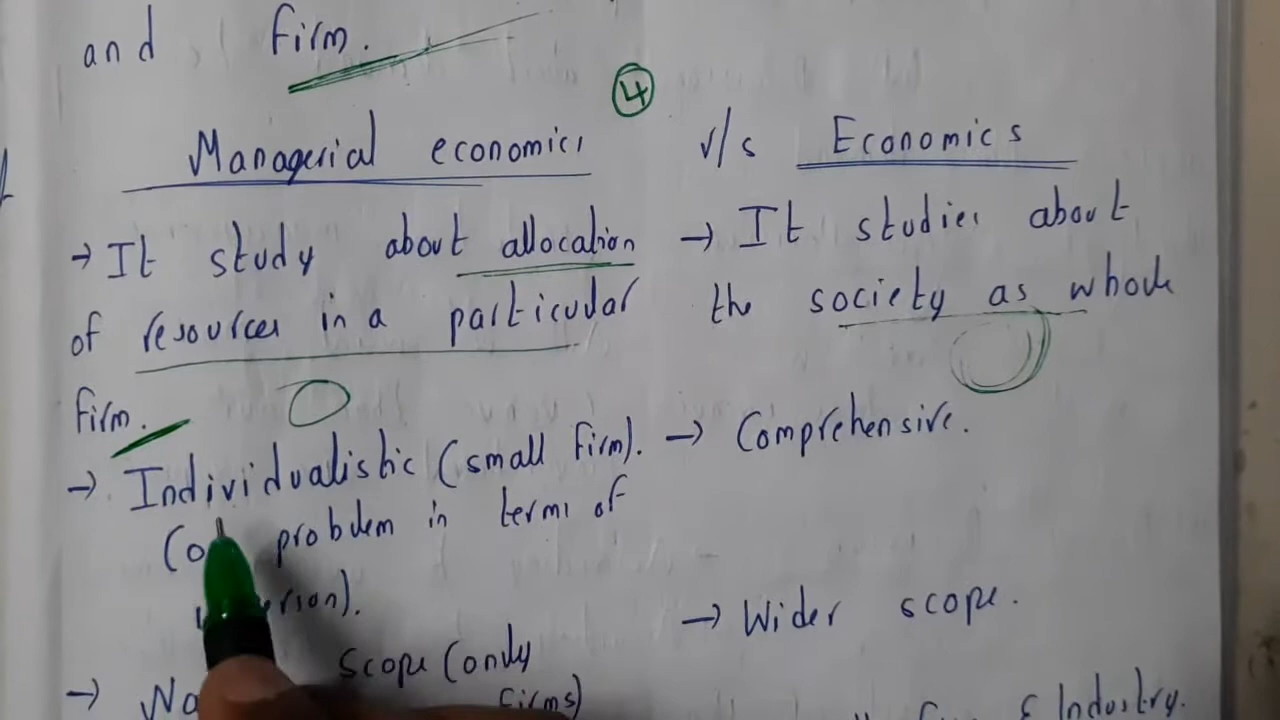 and firm.
4
Managerial economics v/s Economics
→ It study about allocation
of resources in a particular
firm.
→ Individualistic (small firm).
problem in terms of
→ It studies about
the society as whole
→ Comprehensive.
→ Wider scope.
scope (only
firms)
& Industry.